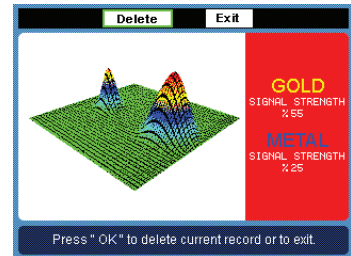 Delete Exit
GOLD
SIGNAL STRENGTH
%55
METAL
SIGNAL STRENGTH
%25
Press " OK" to delete current record or to exit.